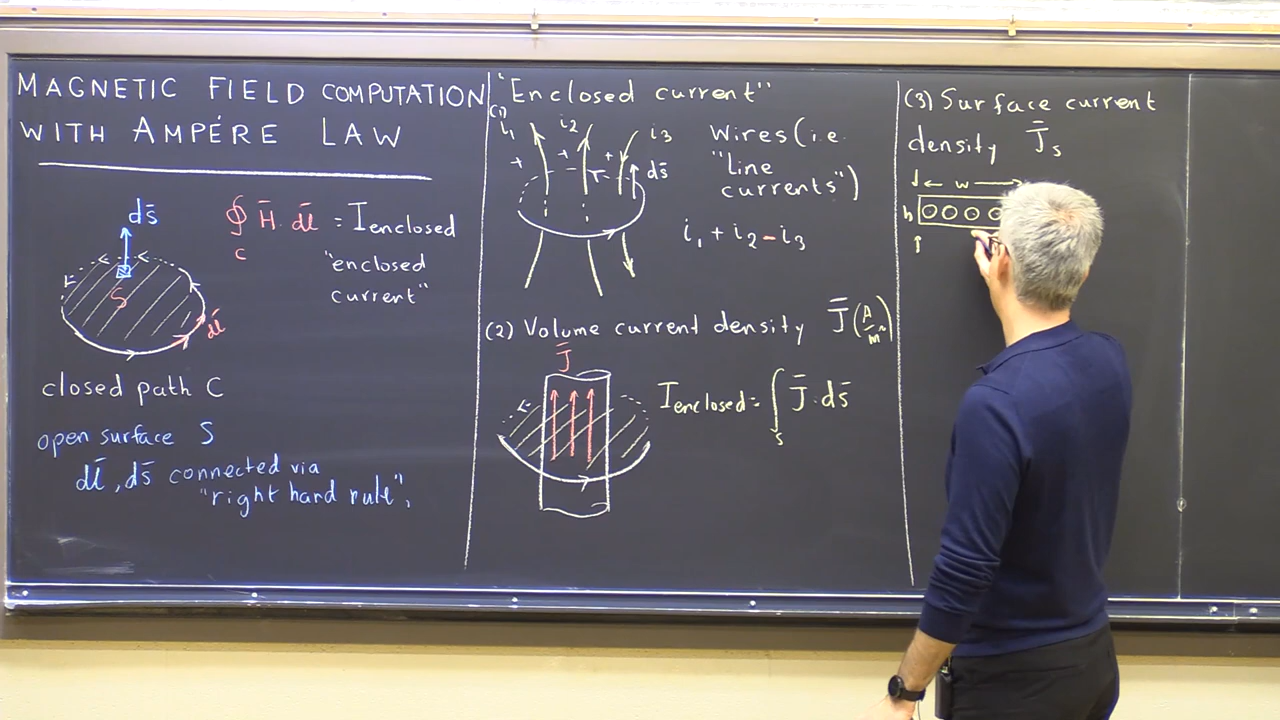 MAGNETIC FIELD COMPUTATION
WITH AMPÉRE LAW
ds̄
S
dl̄
∮ H̄ · dl̄ = Ienclosed
C
"enclosed
current"
closed path C
open surface S
dl̄, ds̄ connected via
"right hand rule",
"Enclosed current"
(1)
i₁ i₂ i₃
+ + +
ds̄
Wires (i.e.
"Line
currents")
i₁ + i₂ - i₃
(2) Volume current density J̄ (A/m²)
J̄
Ienclosed = ∫ J̄ · ds̄
S
(3) Surface current
density J̄s
w
h